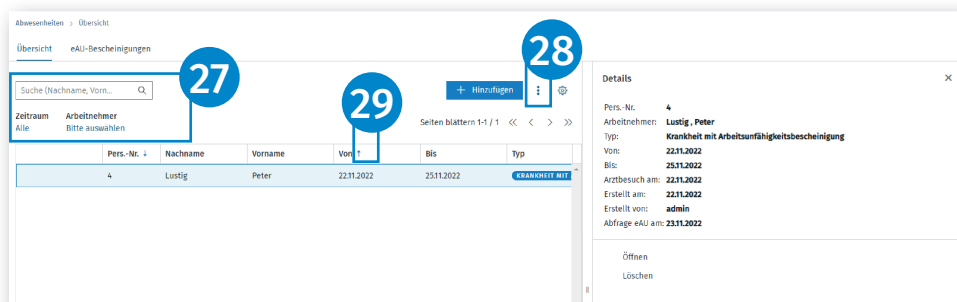 Abwesenheiten > Übersicht
Übersicht eAU-Bescheinigungen
27
28
29
Suche (Nachname, Vorn...
Zeitraum Arbeitnehmer
Alle Bitte auswählen
+ Hinzufügen
Seiten blättern 1-1 / 1 << < > >>
Pers.-Nr. ↓ Nachname Vorname Von ↑ Bis Typ
4 Lustig Peter 22.11.2022 25.11.2022 KRANKHEIT MIT
Details
Pers.-Nr. 4
Arbeitnehmer: Lustig , Peter
Typ: Krankheit mit Arbeitsunfähigkeitsbescheinigung
Von: 22.11.2022
Bis: 25.11.2022
Arztbesuch am: 22.11.2022
Erstellt am: 22.11.2022
Erstellt von: admin
Abfrage eAU am: 23.11.2022
Öffnen
Löschen